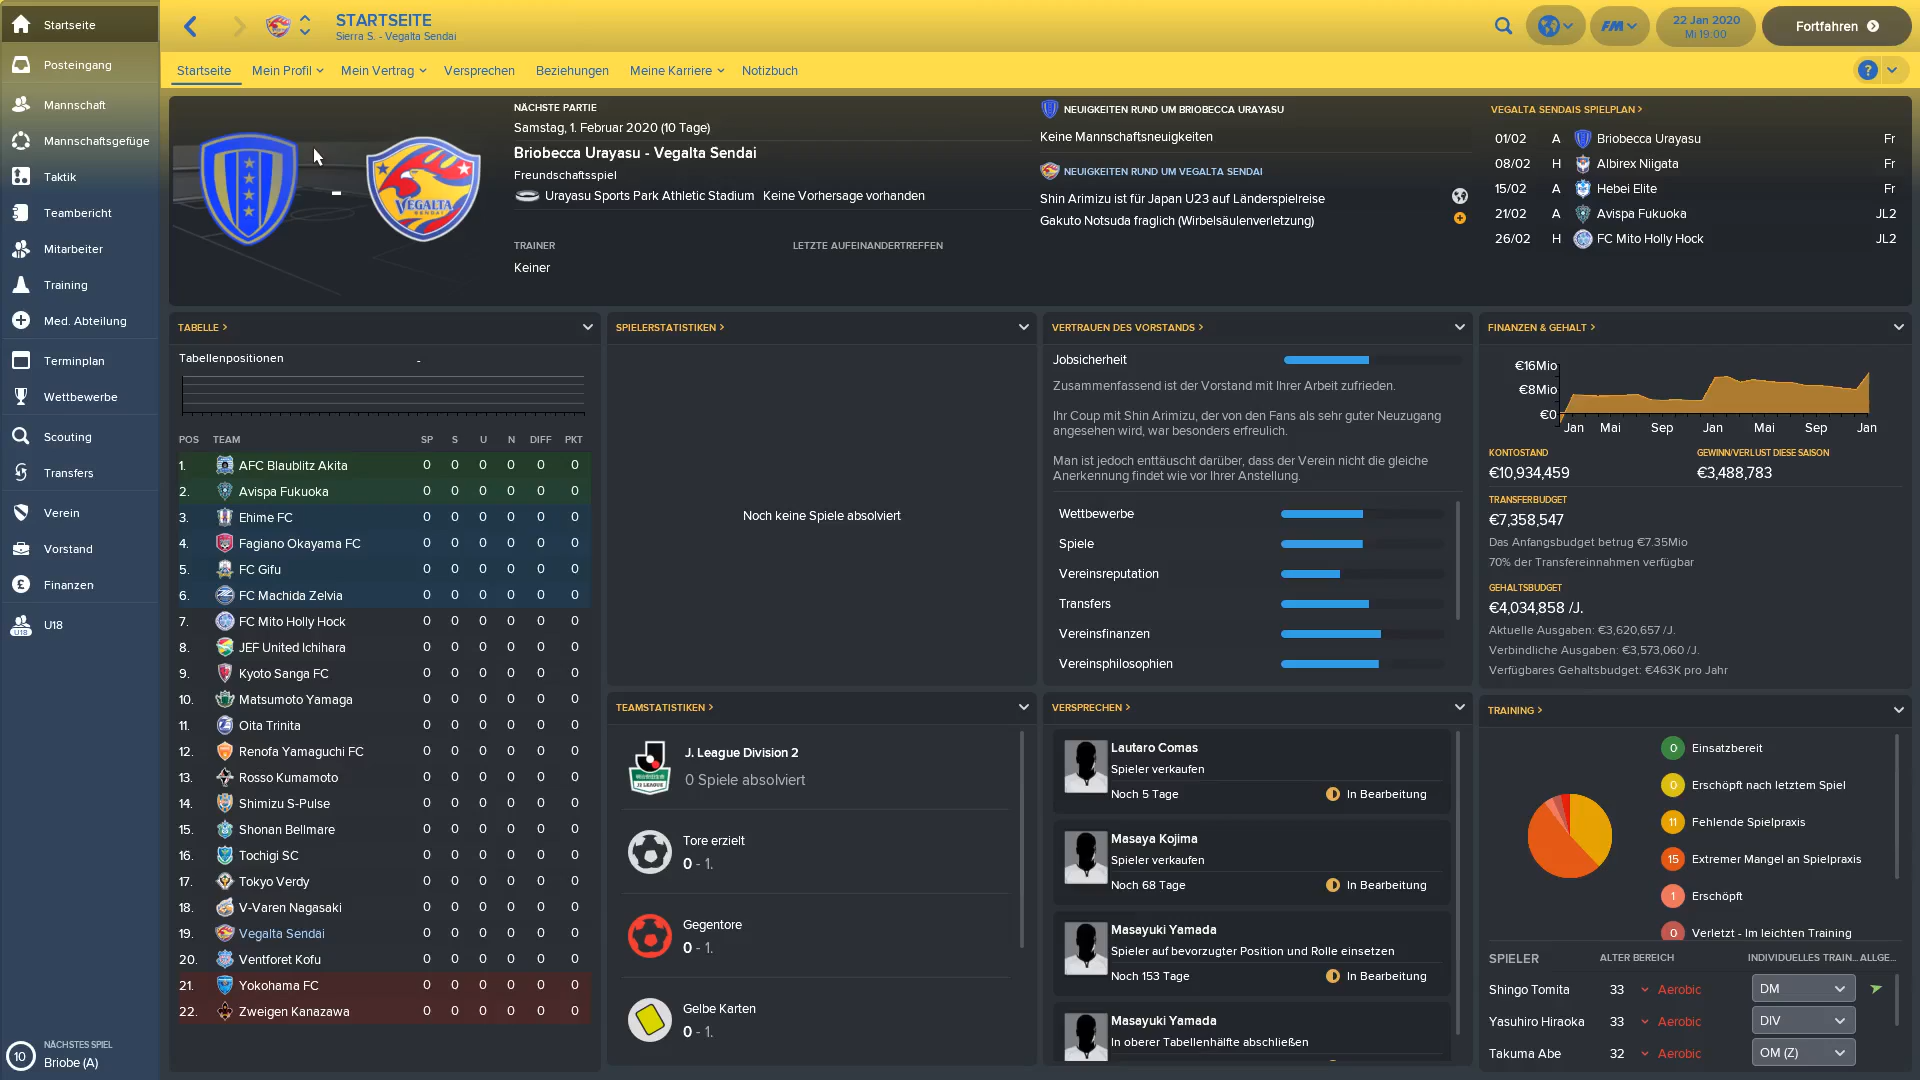 Startseite
Posteingang
Mannschaft
Mannschaftsgefüge
Taktik
Teambericht
Mitarbeiter
Training
Med. Abteilung
Terminplan
Wettbewerbe
Scouting
Transfers
Verein
Vorstand
Finanzen
U18
U18
NÄCHSTES SPIEL
10 Briobe (A)
STARTSEITE
Sierra S. - Vegalta Sendai
FM
22 Jan 2020
Mi 19:00
Fortfahren
Startseite Mein Profil Mein Vertrag Versprechen Beziehungen Meine Karriere Notizbuch
?
VEGALTA
SENDAI
NÄCHSTE PARTIE
Samstag, 1. Februar 2020 (10 Tage)
Briobecca Urayasu - Vegalta Sendai
Freundschaftsspiel
Urayasu Sports Park Athletic Stadium Keine Vorhersage vorhanden
TRAINER LETZTE AUFEINANDERTREFFEN
Keiner
NEUIGKEITEN RUND UM BRIOBECCA URAYASU
Keine Mannschaftsneuigkeiten
NEUIGKEITEN RUND UM VEGALTA SENDAI
Shin Arimizu ist für Japan U23 auf Länderspielreise
Gakuto Notsuda fraglich (Wirbelsäulenverletzung)
VEGALTA SENDAIS SPIELPLAN >
01/02 A Briobecca Urayasu Fr
08/02 H Albirex Niigata Fr
15/02 H Hebei Elite Fr
21/02 A Avispa Fukuoka JL2
26/02 H FC Mito Holly Hock JL2
TABELLE >
Tabellenpositionen -
POS TEAM SP S U N DIFF PKT
1. AFC Blaublitz Akita 0 0 0 0 0 0
2. Avispa Fukuoka 0 0 0 0 0 0
3. Ehime FC 0 0 0 0 0 0
4. Fagiano Okayama FC 0 0 0 0 0 0
5. FC Gifu 0 0 0 0 0 0
6. FC Machida Zelvia 0 0 0 0 0 0
7. FC Mito Holly Hock 0 0 0 0 0 0
8. JEF United Ichihara 0 0 0 0 0 0
9. Kyoto Sanga FC 0 0 0 0 0 0
10. Matsumoto Yamaga 0 0 0 0 0 0
11. Oita Trinita 0 0 0 0 0 0
12. Renofa Yamaguchi FC 0 0 0 0 0 0
13. Rosso Kumamoto 0 0 0 0 0 0
14. Shimizu S-Pulse 0 0 0 0 0 0
15. Shonan Bellmare 0 0 0 0 0 0
16. Tochigi SC 0 0 0 0 0 0
17. Tokyo Verdy 0 0 0 0 0 0
18. V-Varen Nagasaki 0 0 0 0 0 0
19. Vegalta Sendai 0 0 0 0 0 0
20. Ventforet Kofu 0 0 0 0 0 0
21. Yokohama FC 0 0 0 0 0 0
22. Zweigen Kanazawa 0 0 0 0 0 0
SPIELERSTATISTIKEN >
Noch keine Spiele absolviert
TEAMSTATISTIKEN >
J. League Division 2
0 Spiele absolviert
Tore erzielt
0 - 1.
Gegentore
0 - 1.
Gelbe Karten
0 - 1.
VERTRAUEN DES VORSTANDS >
Jobsicherheit
Zusammenfassend ist der Vorstand mit Ihrer Arbeit zufrieden.
Ihr Coup mit Shin Arimizu, der von den Fans als sehr guter Neuzugang
angesehen wird, war besonders erfreulich.
Man ist jedoch enttäuscht darüber, dass der Verein nicht die gleiche
Anerkennung findet wie vor Ihrer Anstellung.
Wettbewerbe
Spiele
Vereinsreputation
Transfers
Vereinsfinanzen
Vereinsphilosophien
VERSPRECHEN >
Lautaro Comas
Spieler verkaufen
Noch 5 Tage In Bearbeitung
Masaya Kojima
Spieler verkaufen
Noch 68 Tage In Bearbeitung
Masayuki Yamada
Spieler auf bevorzugter Position und Rolle einsetzen
Noch 153 Tage In Bearbeitung
Masayuki Yamada
In oberer Tabellenhälfte abschließen
FINANZEN & GEHALT >
€16Mio
€8Mio
€0
Jan Mai Sep Jan Mai Sep Jan
KONTOSTAND GEWINN/VERLUST DIESE SAISON
€10,934,459 €3,488,783
TRANSFERBUDGET
€7,358,547
Das Anfangsbudget betrug €7.35Mio
70% der Transfereinnahmen verfügbar
GEHALTSBUDGET
€4,034,858 /J.
Aktuelle Ausgaben: €3,620,657 /J.
Verbindliche Ausgaben: €3,573,060 /J.
Verfügbares Gehaltsbudget: €463K pro Jahr
TRAINING >
0 Einsatzbereit
0 Erschöpft nach letztem Spiel
11 Fehlende Spielpraxis
15 Extremer Mangel an Spielpraxis
1 Erschöpft
0 Verletzt - Im leichten Training
SPIELER ALTER BEREICH INDIVIDUELLES TRAIN... ALLGE...
Shingo Tomita 33 Aerobic DM
Yasuhiro Hiraoka 33 Aerobic DIV
Takuma Abe 32 Aerobic OM (Z)